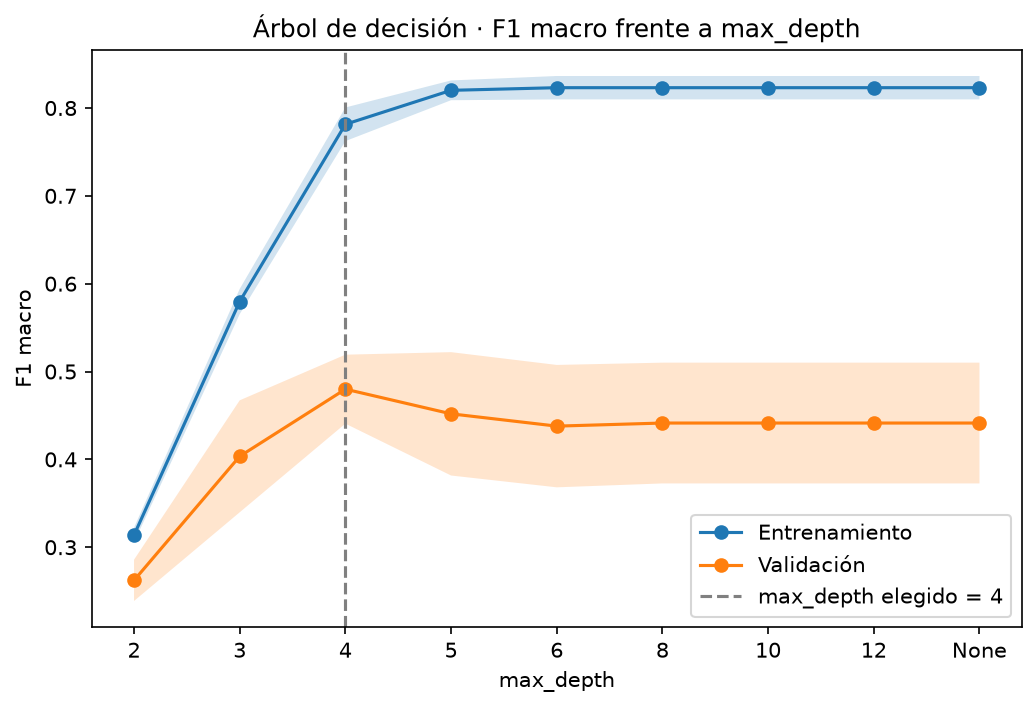 Árbol de decisión · F1 macro frente a max_depth
F1 macro
0.8
0.7
0.6
0.5
0.4
0.3
2 3 4 5 6 8 10 12 None
max_depth
Entrenamiento
Validación
max_depth elegido = 4